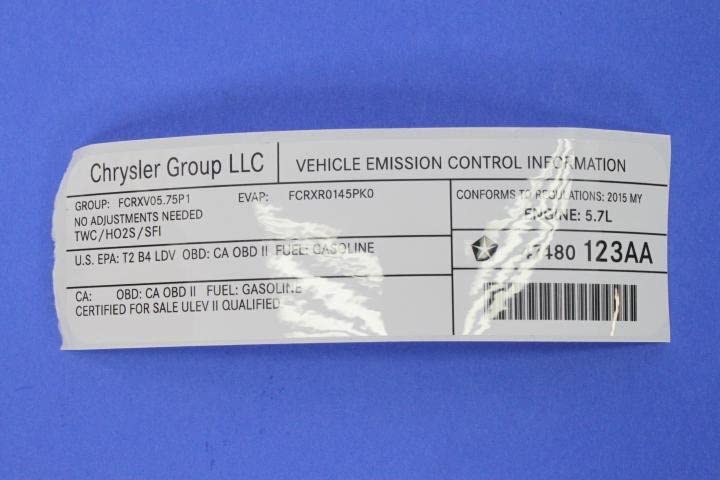 Chrysler Group LLC
VEHICLE EMISSION CONTROL INFORMATION
GROUP: FCRXV05.75P1 EVAP: FCRXR0145PK0
NO ADJUSTMENTS NEEDED
TWC/HO2S/SFI
CONFORMS TO REGULATIONS: 2015 MY
ENGINE: 5.7L
U.S. EPA: T2 B4 LDV OBD: CA OBD II FUEL: GASOLINE
47480 123AA
CA: OBD: CA OBD II FUEL: GASOLINE
CERTIFIED FOR SALE ULEV II QUALIFIED